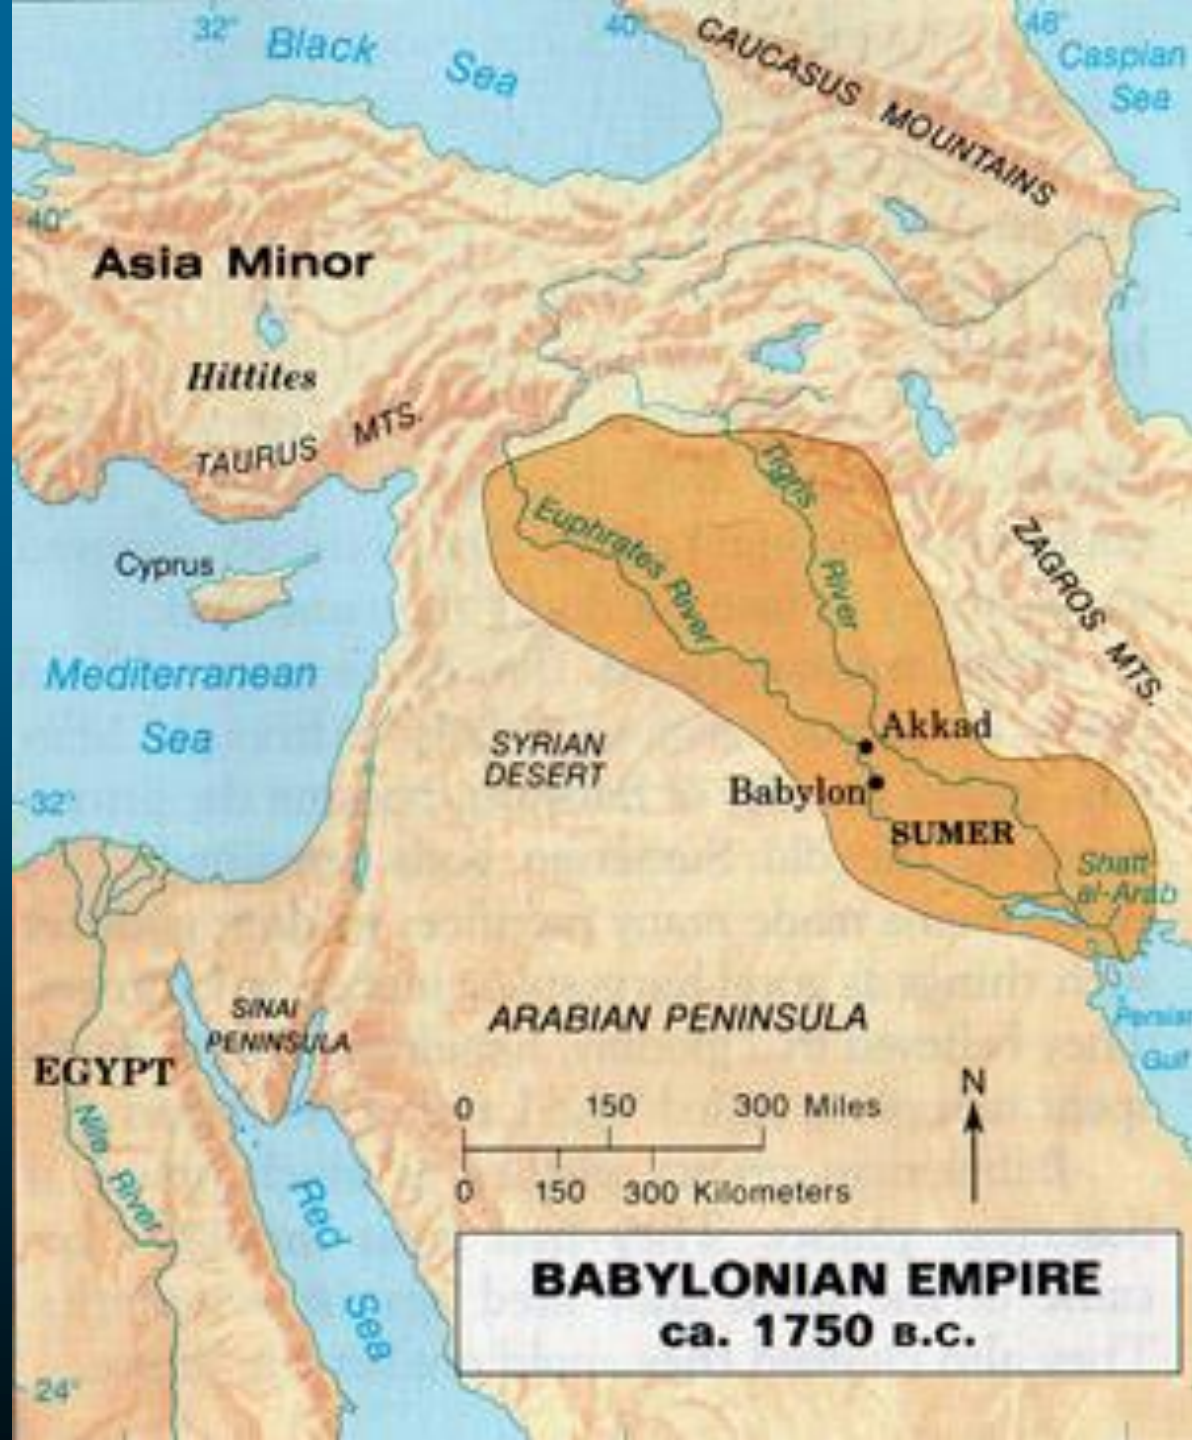 32°
40°
48°
Black Sea
Caspian
Sea
CAUCASUS MOUNTAINS
40°
Asia Minor
Hittites
TAURUS MTS.
Tigris River
Euphrates River
ZAGROS MTS.
Cyprus
Mediterranean
Sea
SYRIAN
DESERT
Akkad
Babylon
SUMER
32°
Shatt
al-Arab
SINAI
PENINSULA
ARABIAN PENINSULA
Persian
Gulf
EGYPT
Nile River
Red Sea
N
0 150 300 Miles
0 150 300 Kilometers
BABYLONIAN EMPIRE
ca. 1750 B.C.
24°